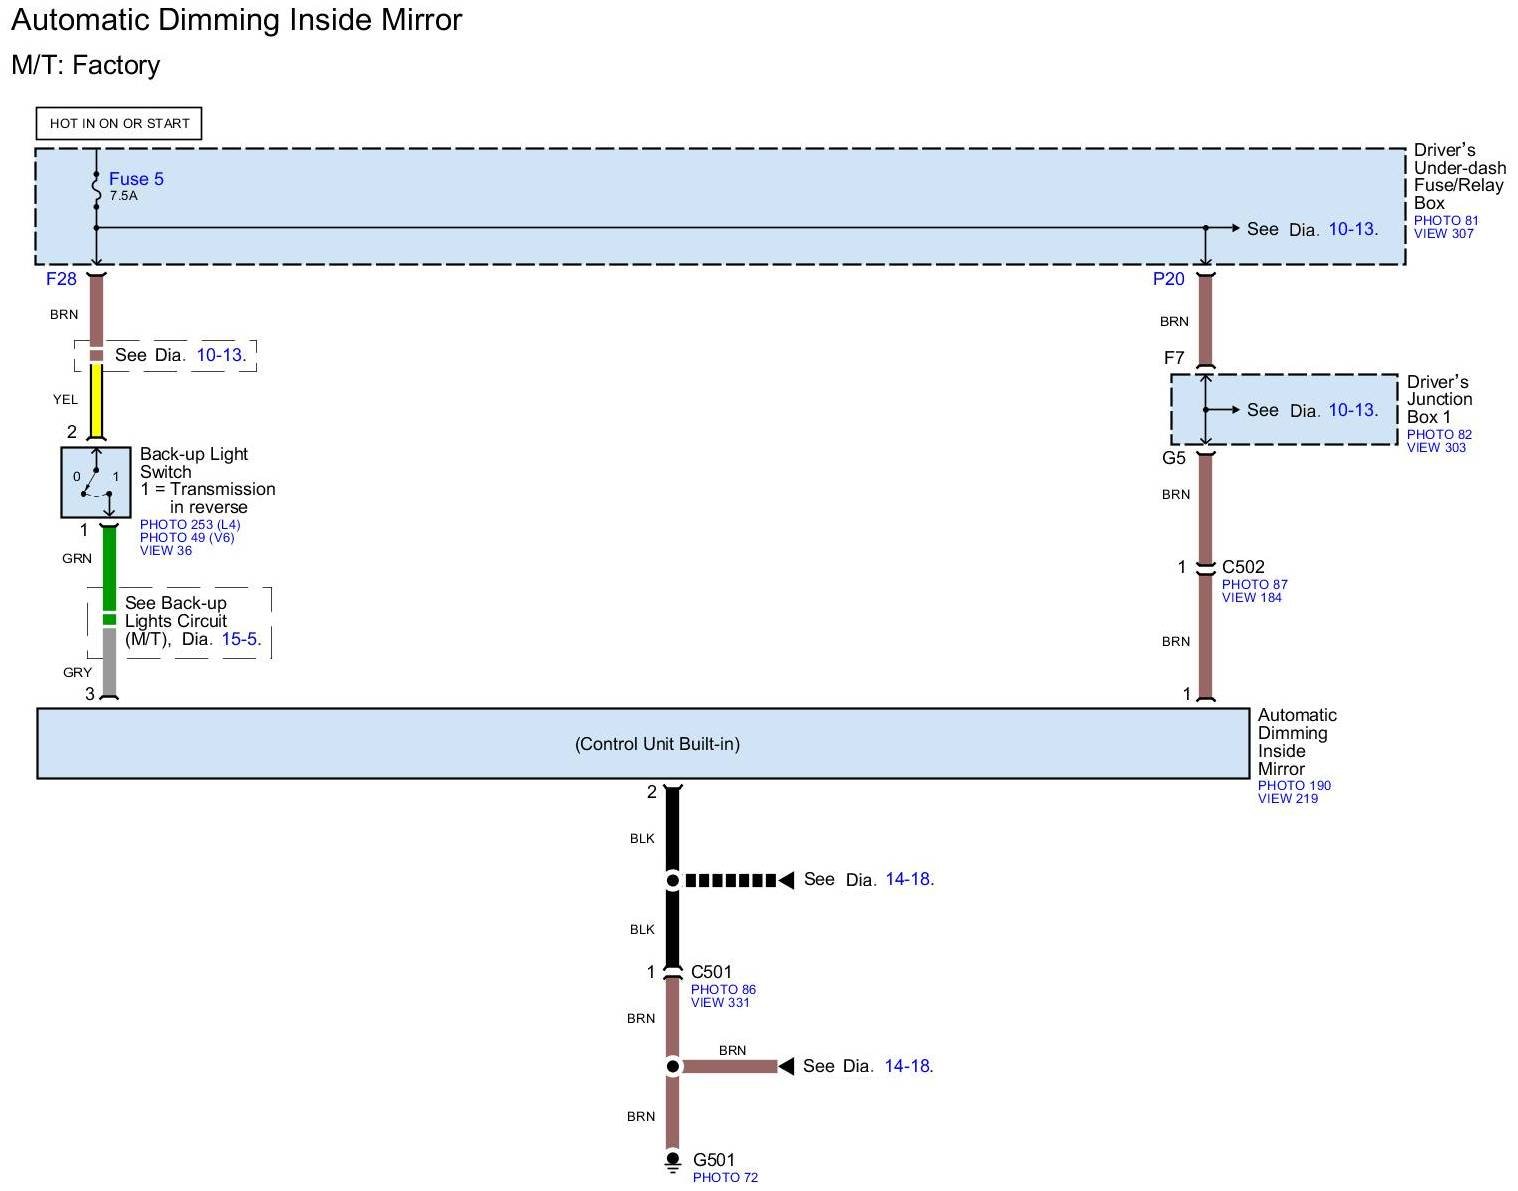 Automatic Dimming Inside Mirror
M/T: Factory
HOT IN ON OR START
Fuse 5
7.5A
See Dia. 10-13.
Driver's
Under-dash
Fuse/Relay
Box
PHOTO 81
VIEW 307
F28
BRN
See Dia. 10-13.
YEL
2
0 1
Back-up Light
Switch
1 = Transmission
in reverse
PHOTO 253 (L4)
PHOTO 49 (V6)
VIEW 36
1
GRN
See Back-up
Lights Circuit
(M/T), Dia. 15-5.
GRY
3
P20
BRN
F7
See Dia. 10-13.
Driver's
Junction
Box 1
PHOTO 82
VIEW 303
G5
BRN
1 C502
PHOTO 87
VIEW 184
BRN
1
(Control Unit Built-in)
Automatic
Dimming
Inside
Mirror
PHOTO 190
VIEW 219
2
BLK
See Dia. 14-18.
BLK
1 C501
PHOTO 86
VIEW 331
BRN
BRN
See Dia. 14-18.
BRN
G501
PHOTO 72